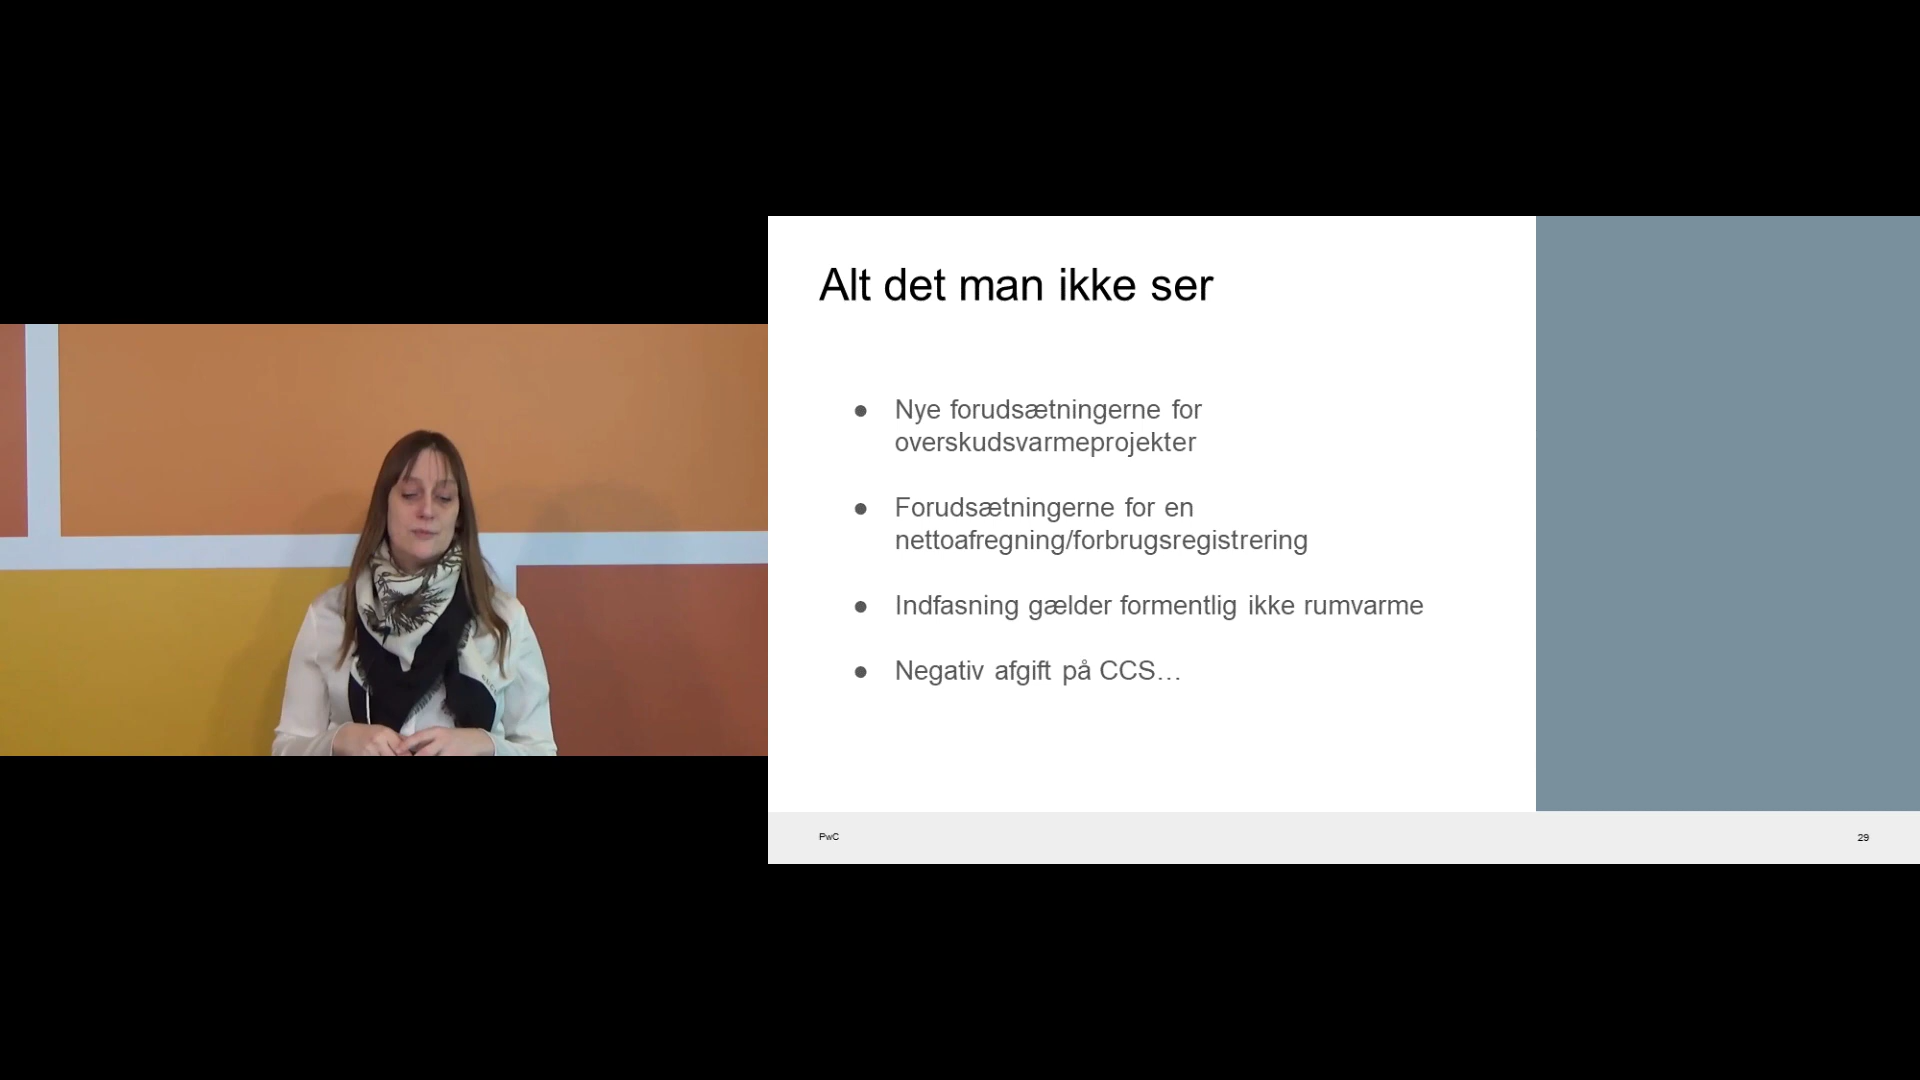 Alt det man ikke ser
● Nye forudsætningerne for
overskudsvarmeprojekter
● Forudsætningerne for en
nettoafregning/forbrugsregistrering
● Indfasning gælder formentlig ikke rumvarme
● Negativ afgift på CCS…
PwC
29